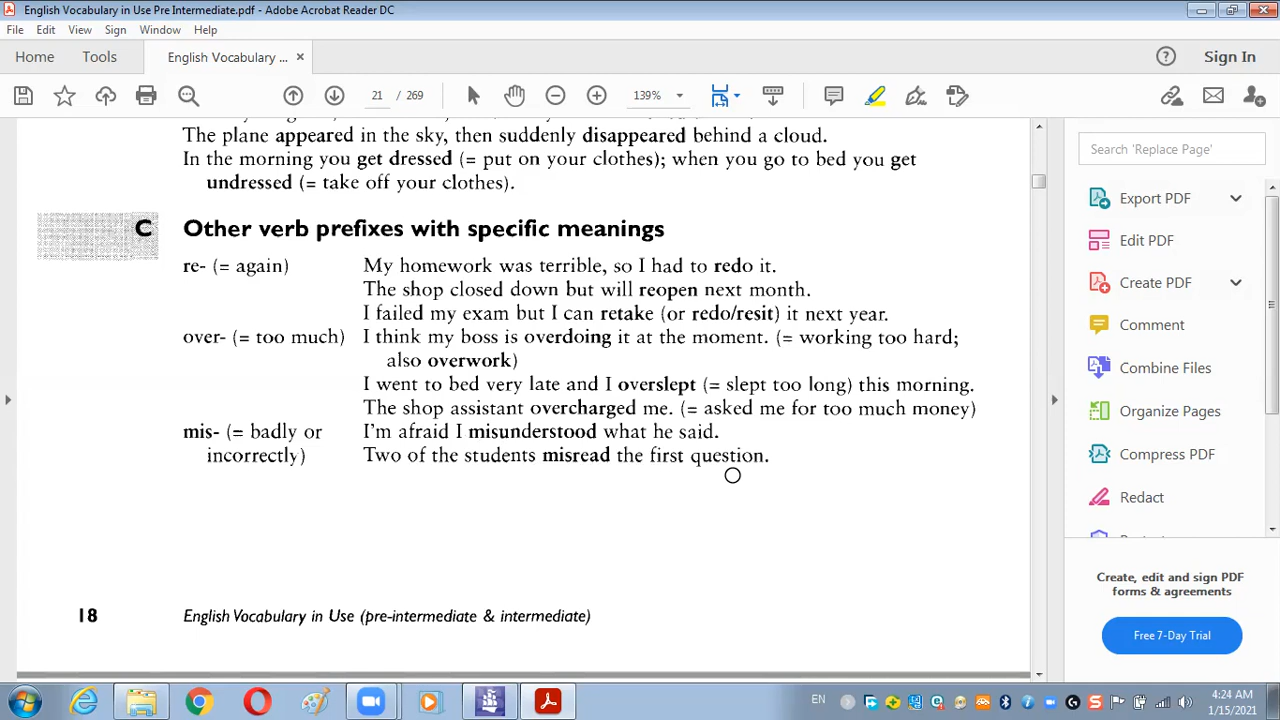 English Vocabulary in Use Pre Intermediate.pdf - Adobe Acrobat Reader DC
File Edit View Sign Window Help
Home Tools English Vocabulary ... × Sign In
21 / 269 139%
The plane appeared in the sky, then suddenly disappeared behind a cloud.
In the morning you get dressed (= put on your clothes); when you go to bed you get
undressed (= take off your clothes).
C Other verb prefixes with specific meanings
re- (= again) My homework was terrible, so I had to redo it.
The shop closed down but will reopen next month.
I failed my exam but I can retake (or redo/resit) it next year.
over- (= too much) I think my boss is overdoing it at the moment. (= working too hard;
also overwork)
I went to bed very late and I overslept (= slept too long) this morning.
The shop assistant overcharged me. (= asked me for too much money)
mis- (= badly or I'm afraid I misunderstood what he said.
incorrectly) Two of the students misread the first question.
18 English Vocabulary in Use (pre-intermediate & intermediate)
Search 'Replace Page'
Export PDF
Edit PDF
Create PDF
Comment
Combine Files
Organize Pages
Compress PDF
Redact
Create, edit and sign PDF
forms & agreements
Free 7-Day Trial
EN 4:24 AM
1/15/2021